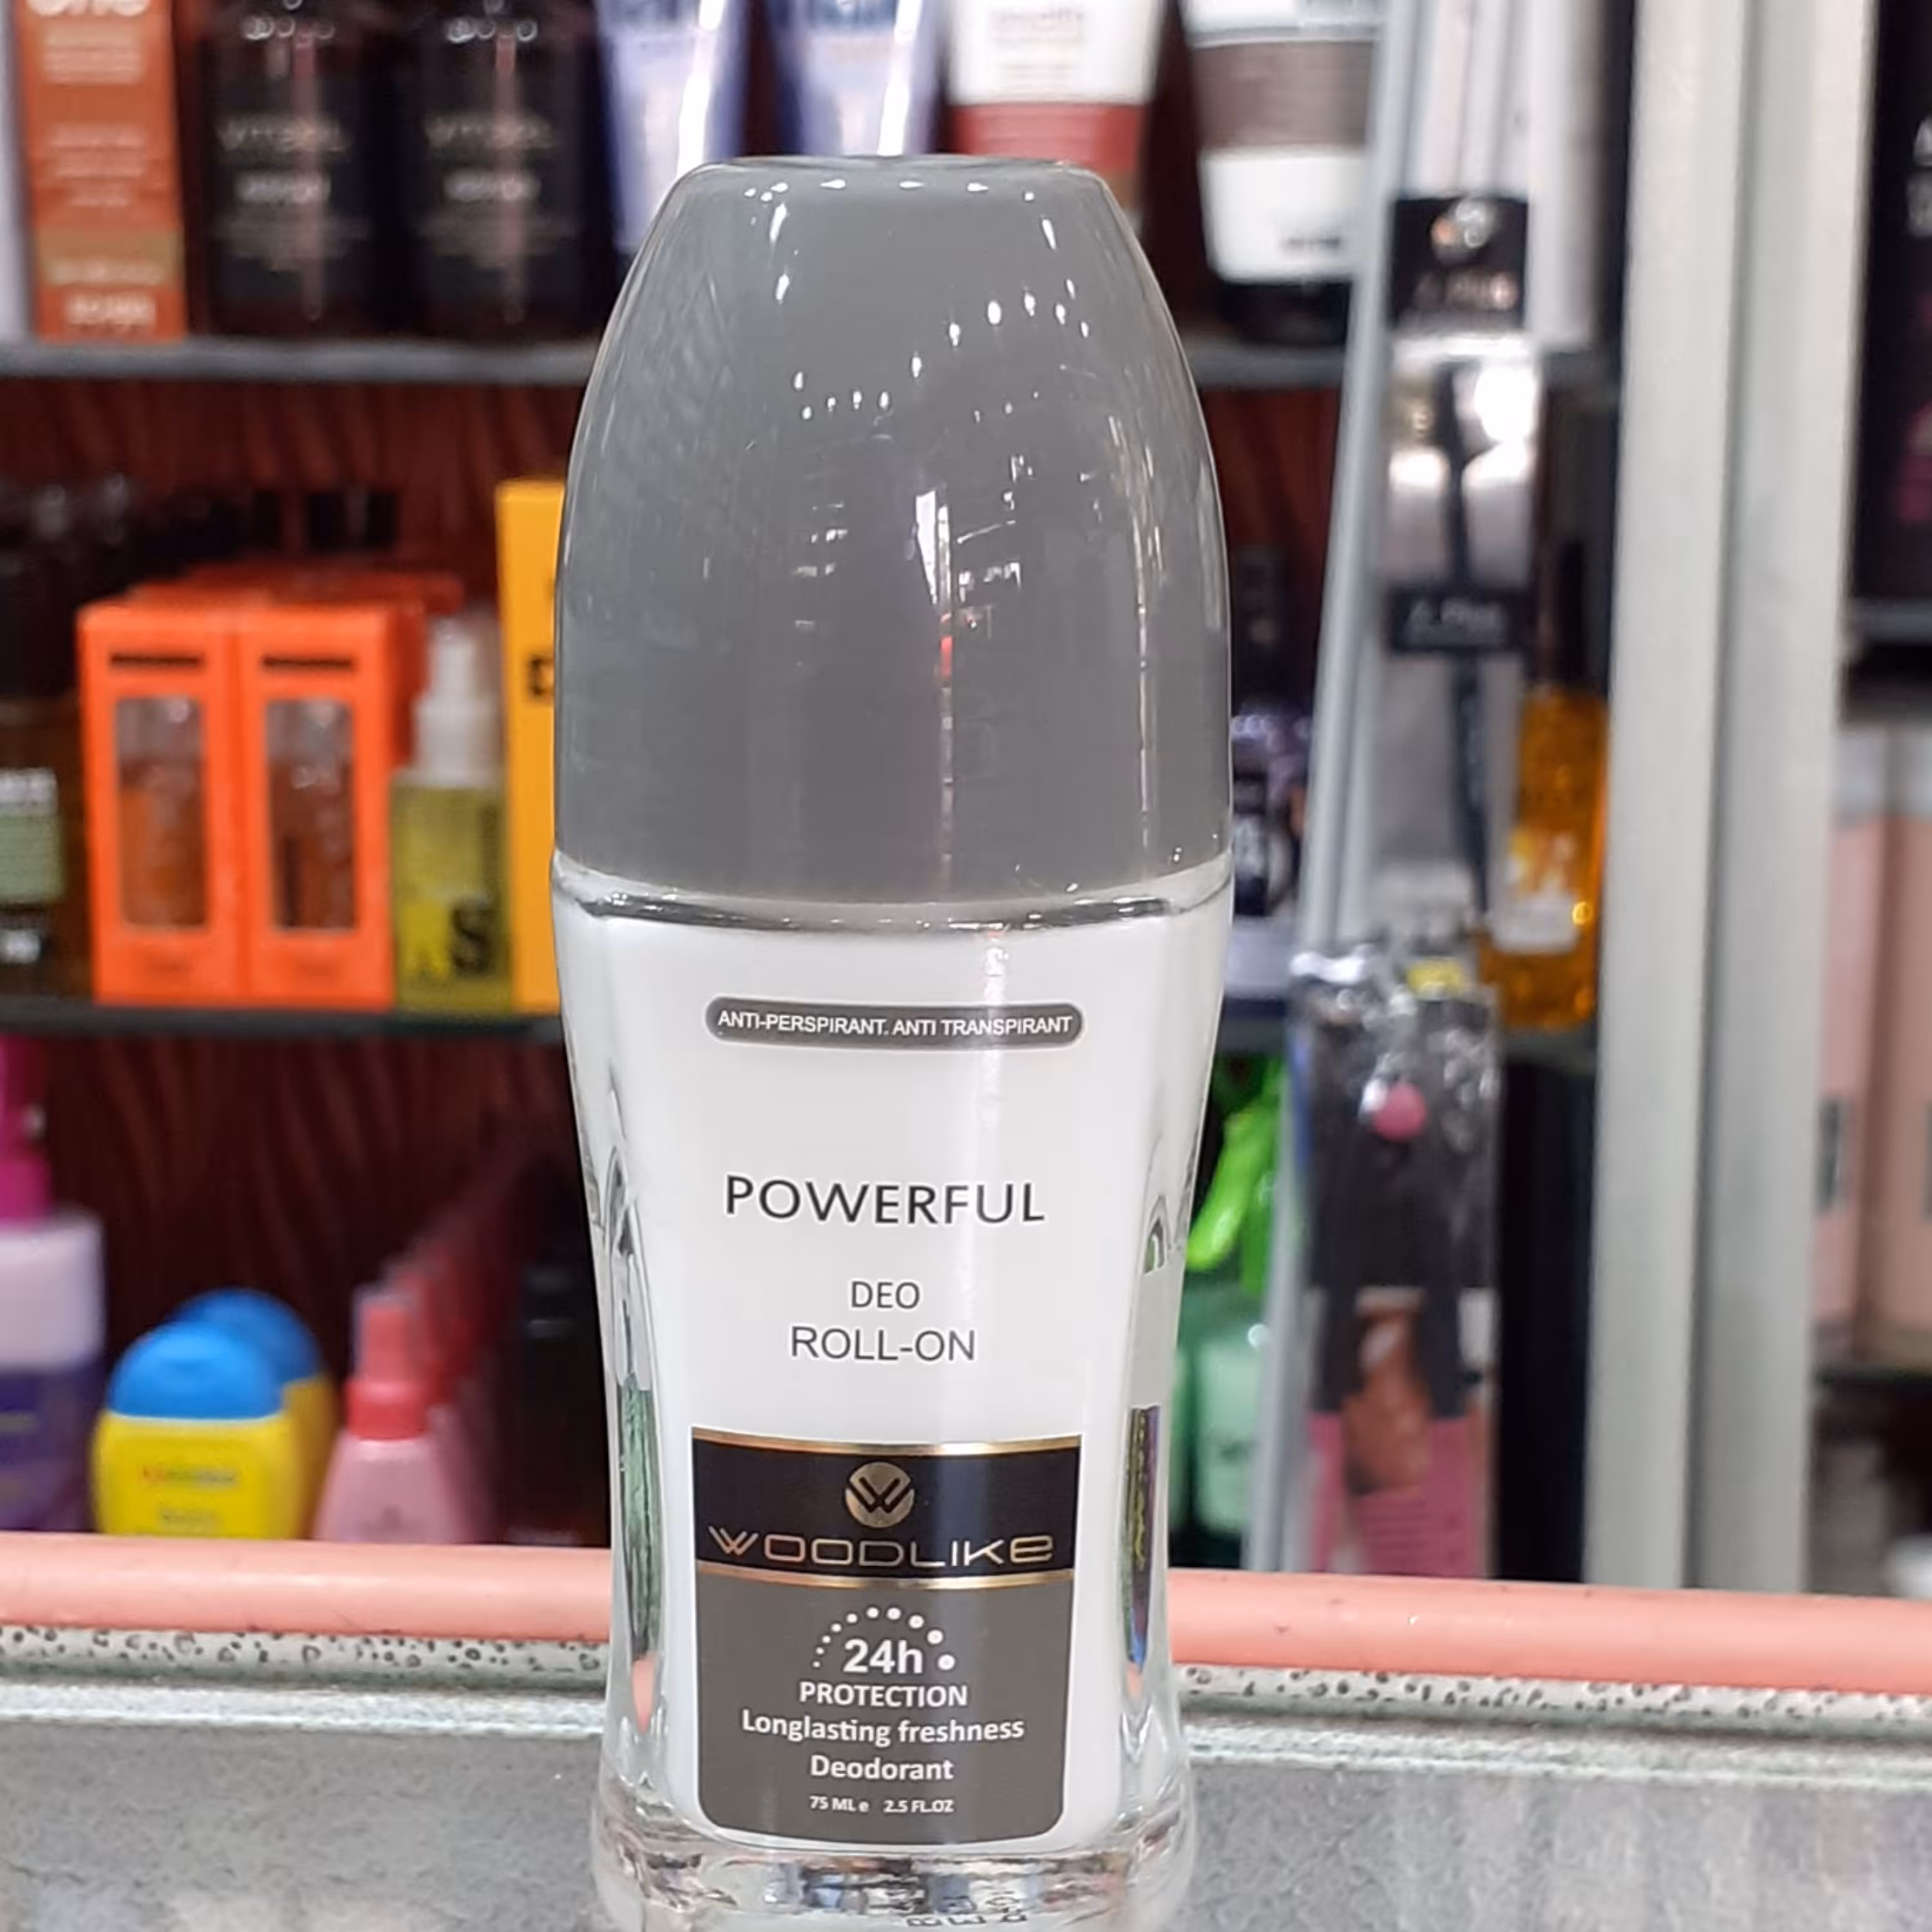 ANTI-PERSPIRANT. ANTI TRANSPIRANT
POWERFUL
DEO
ROLL-ON
W
WOODLIKE
24h
PROTECTION
Longlasting freshness
Deodorant
75 ML e 2.5 FL.OZ